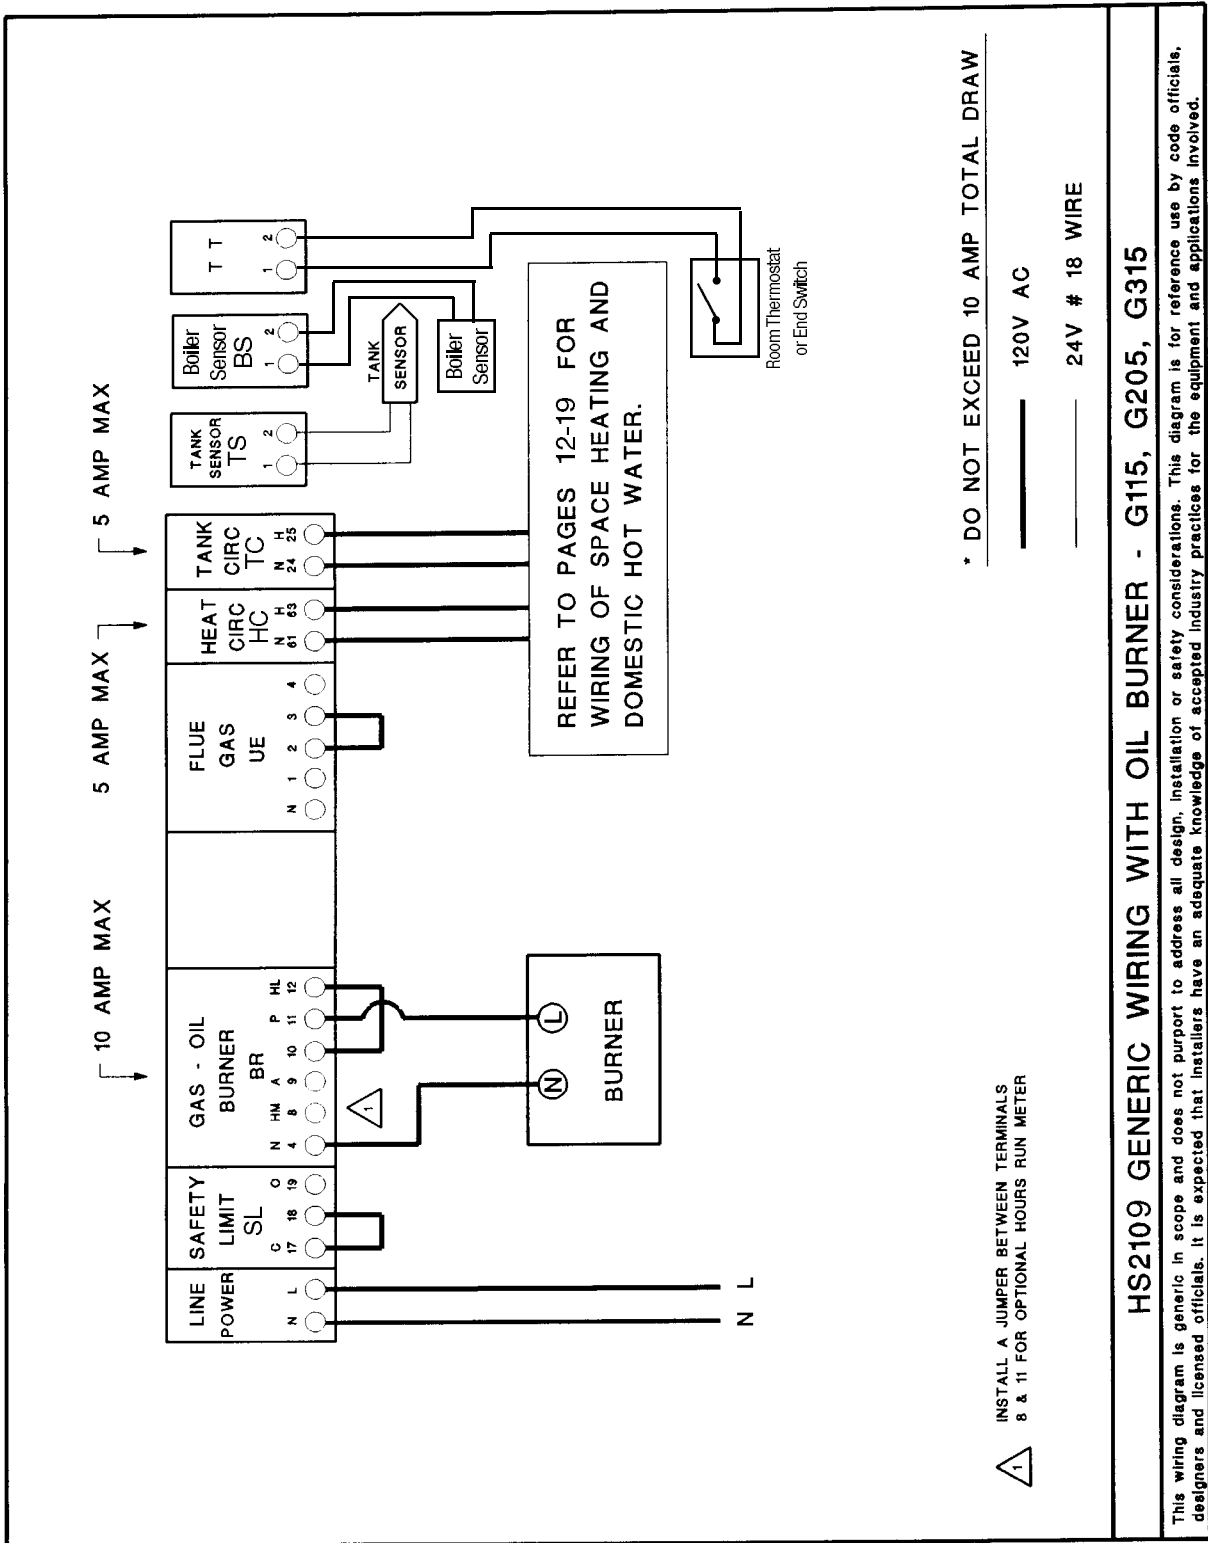 10 AMP MAX
5 AMP MAX
5 AMP MAX
LINE
POWER
N L
SAFETY
LIMIT
SL
C O
17 18 19
GAS - OIL
BURNER
BR
N HM A P HL
4 8 9 10 11 12
FLUE
GAS
UE
N 1 2 3 4
HEAT
CIRC
HC
N H
61 63
TANK
CIRC
TC
N H
24 25
TANK
SENSOR
TS
1 2
Boiler
Sensor
BS
1 2
T T
1 2
1
TANK
SENSOR
Boiler
Sensor
N L
BURNER
REFER TO PAGES 12-19 FOR
WIRING OF SPACE HEATING AND
DOMESTIC HOT WATER.
Room Thermostat
or End Switch
N L
1
INSTALL A JUMPER BETWEEN TERMINALS
8 & 11 FOR OPTIONAL HOURS RUN METER
* DO NOT EXCEED 10 AMP TOTAL DRAW
120V AC
24V # 18 WIRE
HS2109 GENERIC WIRING WITH OIL BURNER - G115, G205, G315
This wiring diagram is generic in scope and does not purport to address all design, installation or safety considerations. This diagram is for reference use by code officials,
designers and licensed officials. It is expected that installers have an adequate knowledge of accepted industry practices for the equipment and applications involved.